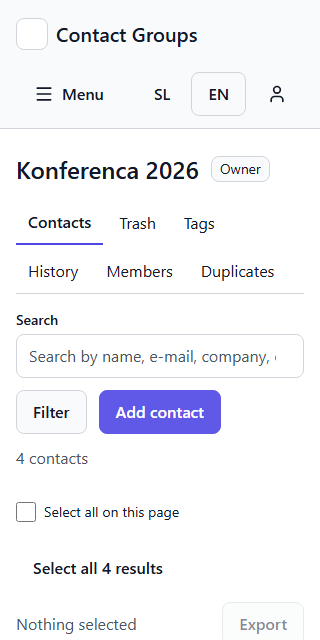 Contact Groups
Menu SL EN
Konferenca 2026 Owner
Contacts Trash Tags
History Members Duplicates
Search
Search by name, e-mail, company,
Filter Add contact
4 contacts
Select all on this page
Select all 4 results
Nothing selected Export